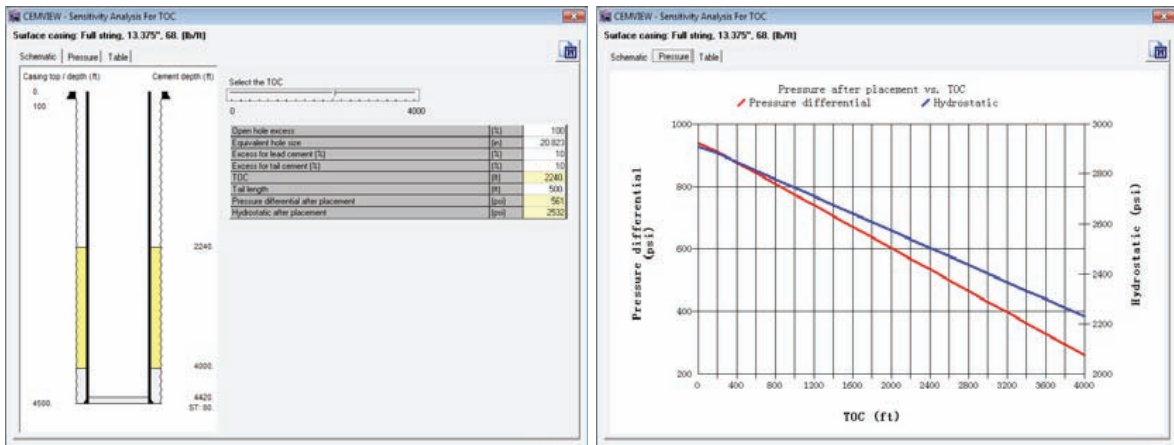 CEMVIEW - Sensitivity Analysis For TOC
Surface casing: Full string, 13.375", 68. (lb/ft)
Schematic Pressure Table
Casing top / depth (ft) Cement depth (ft)
0.
100
2240.
4000.
4420.
4500.
ST: 80.
Select the TOC
0 4000
Open hole excess (%) 100
Equivalent hole size (in) 20.823
Excess for lead cement (%) (%) 10
Excess for tail cement (%) (%) 10
TOC (ft) 2240.
Tail length (ft) 500.
Pressure differential after placement (psi) 561
Hydrostatic after placement (psi) 2532
CEMVIEW - Sensitivity Analysis For TOC
Surface casing: Full string, 13.375", 68. (lb/ft)
Schematic Pressure Table
Pressure after placement vs. TOC
Pressure differential Hydrostatic
1000 3000
800 2800
600 2600
400 2400
2200
200 2000
0 400 800 1200 1600 2000 2400 2800 3200 3600 4000
Pressure differential
(psi)
Hydrostatic (psi)
TOC (ft)